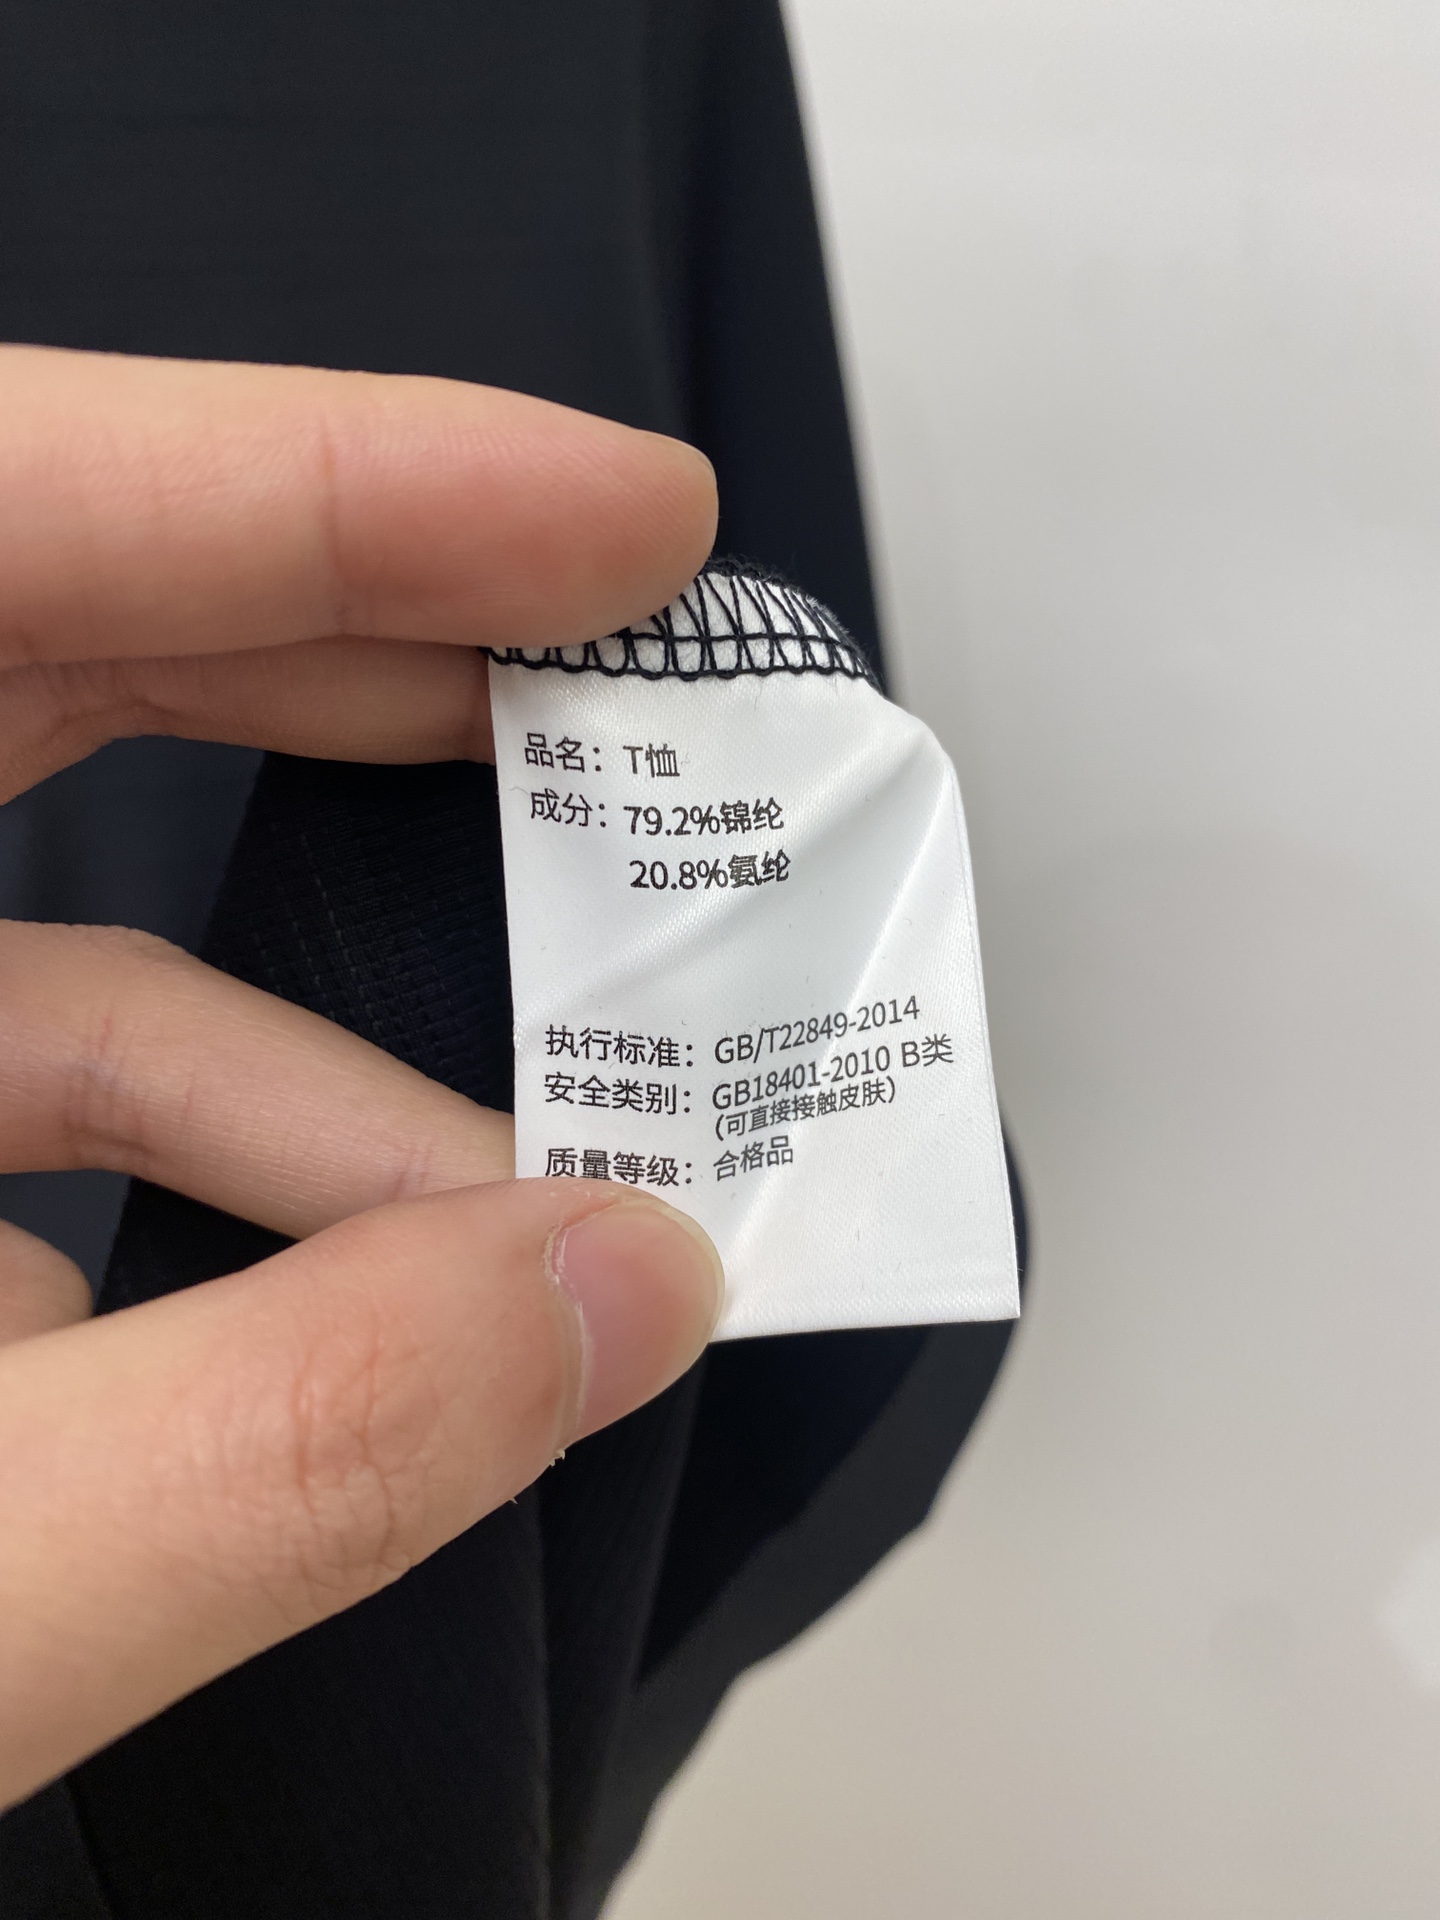 品名：T恤
成分：79.2%锦纶
20.8%氨纶
执行标准：GB/T22849-2014
安全类别：GB18401-2010 B类
（可直接接触皮肤）
质量等级：合格品